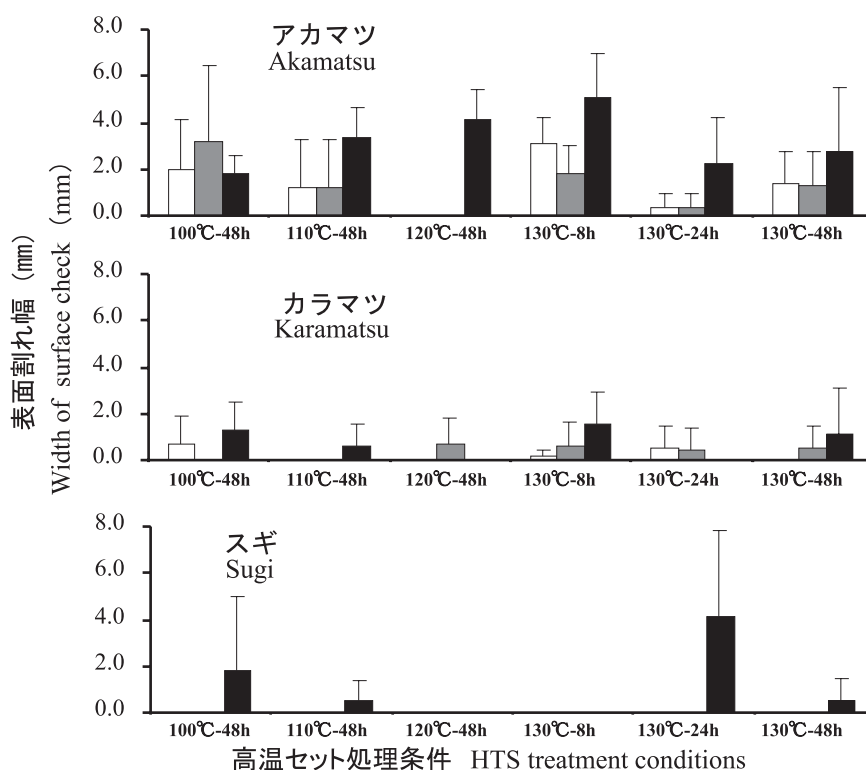 8.0
アカマツ
Akamatsu
6.0
4.0
2.0
0.0
100℃-48h 110℃-48h 120℃-48h 130℃-8h 130℃-24h 130℃-48h
表面割れ幅（㎜）
Width of surface check (mm)
8.0
カラマツ
Karamatsu
6.0
4.0
2.0
0.0
100℃-48h 110℃-48h 120℃-48h 130℃-8h 130℃-24h 130℃-48h
8.0
スギ
Sugi
6.0
4.0
2.0
0.0
100℃-48h 110℃-48h 120℃-48h 130℃-8h 130℃-24h 130℃-48h
高温セット処理条件 HTS treatment conditions